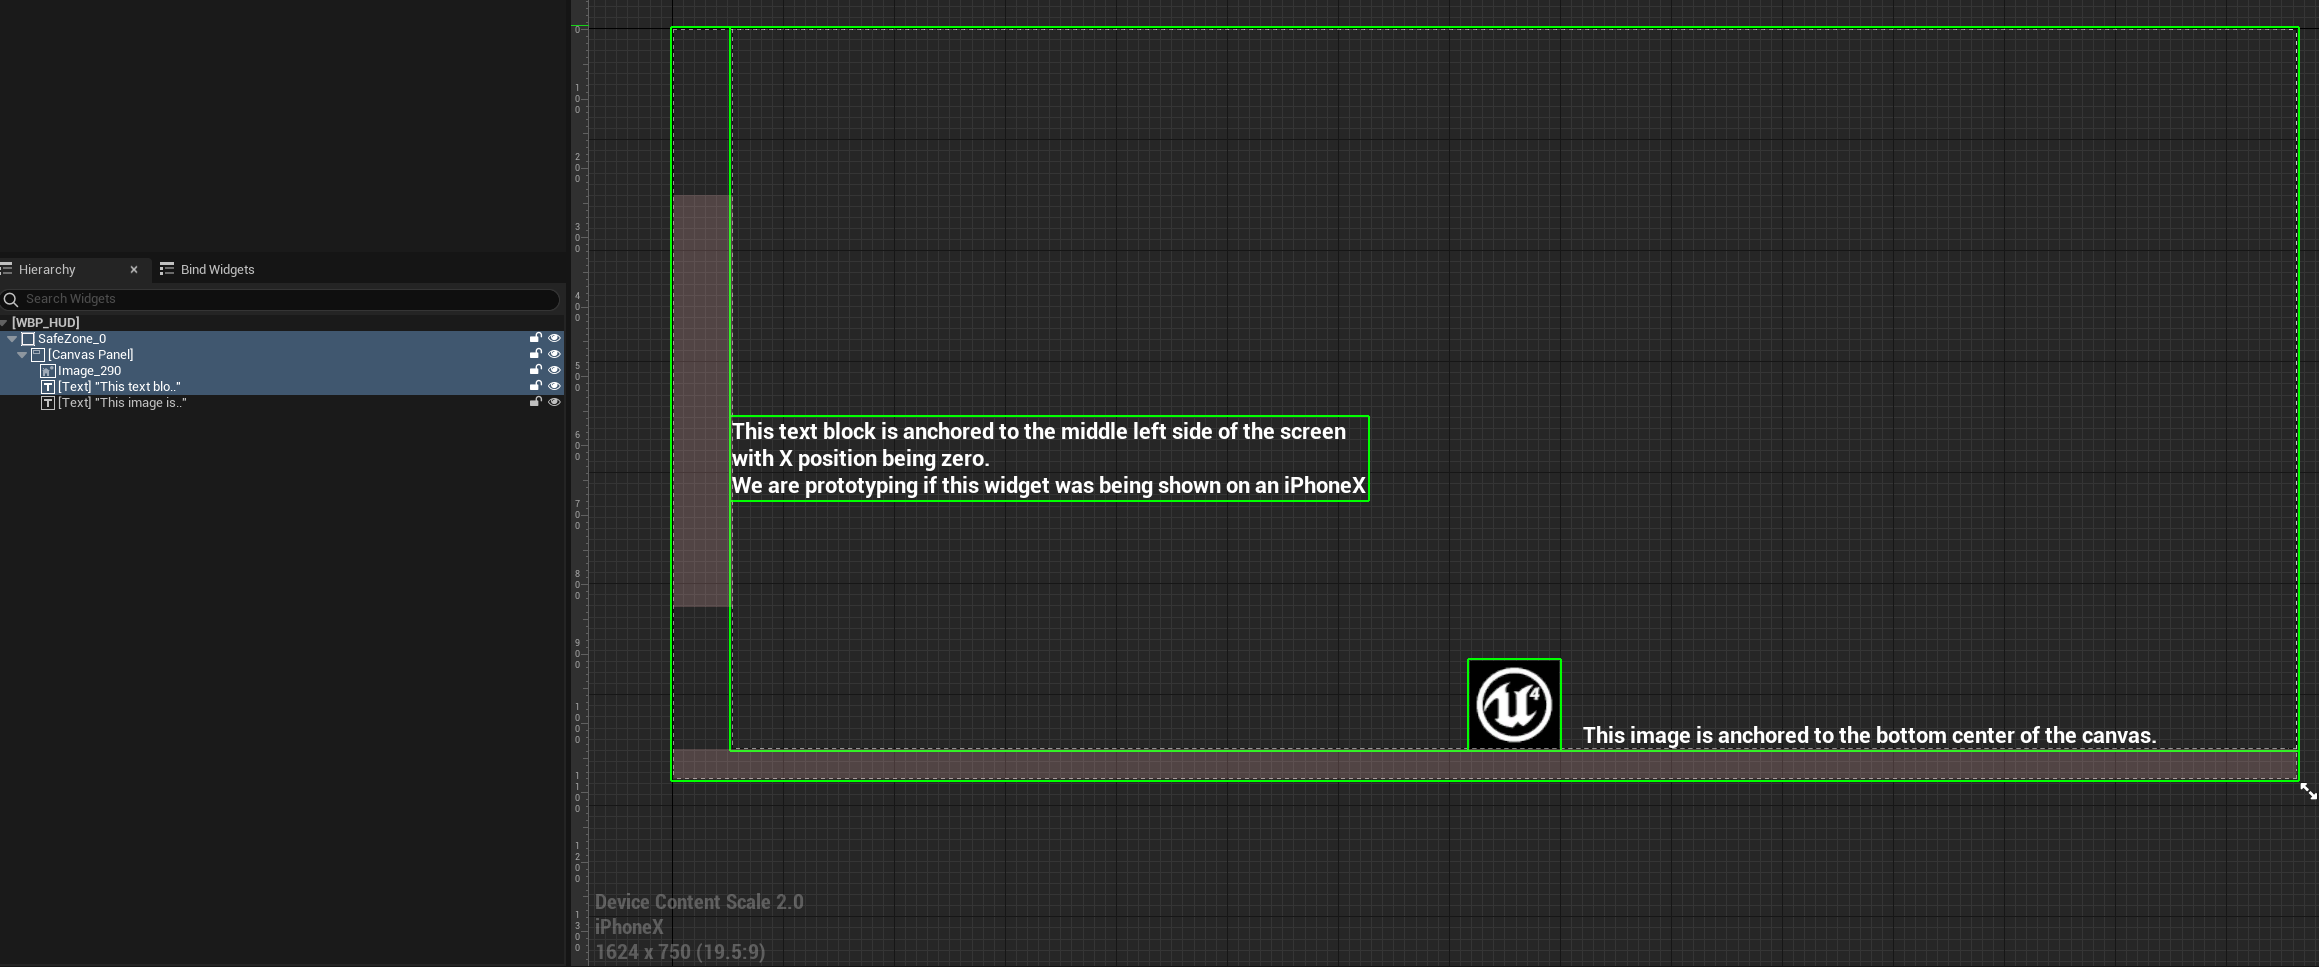 Hierarchy
Bind Widgets
Search Widgets
[WBP_HUD]
SafeZone_0
[Canvas Panel]
Image_290
[Text] "This text blo.."
[Text] "This image is.."
0
100
200
300
400
500
600
700
800
900
1000
1100
1200
1300
This text block is anchored to the middle left side of the screen
with X position being zero.
We are prototyping if this widget was being shown on an iPhoneX
4
This image is anchored to the bottom center of the canvas.
Device Content Scale 2.0
iPhoneX
1624 x 750 (19.5:9)